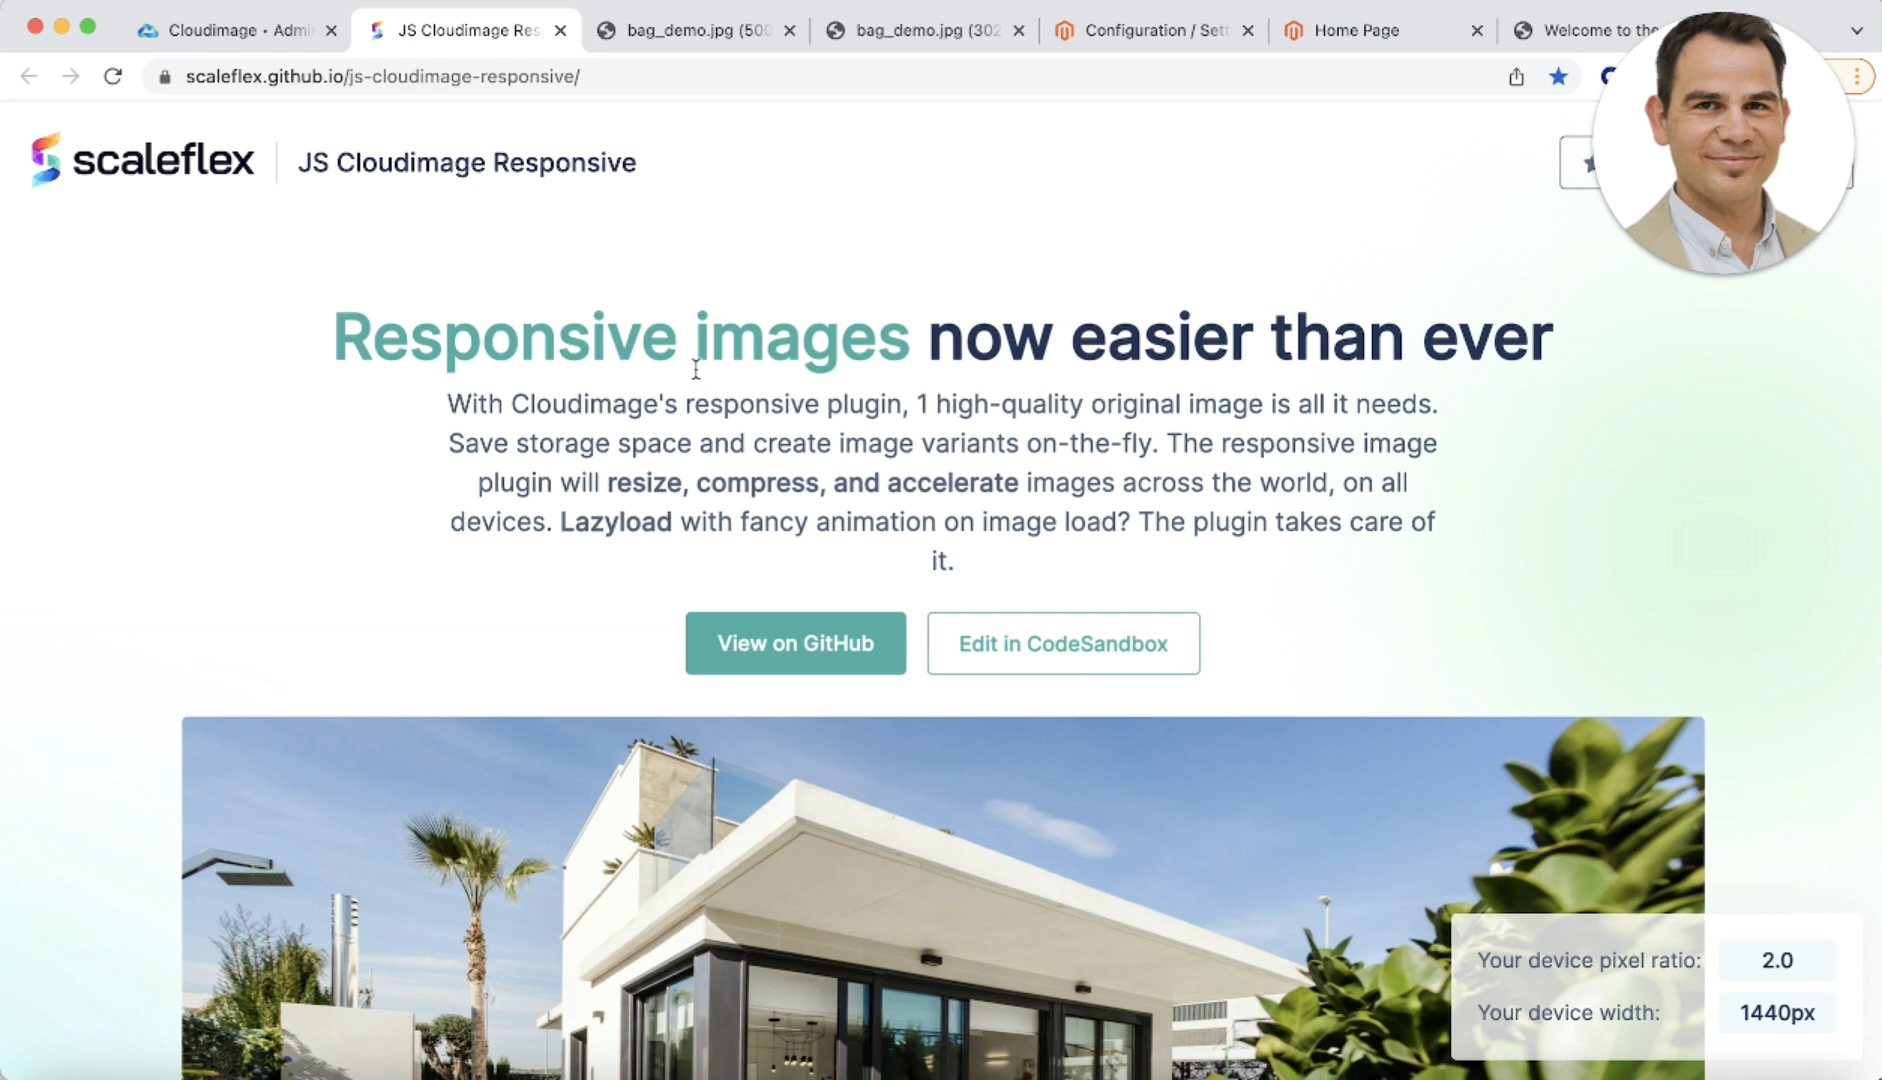 Cloudimage • Admi
JS Cloudimage Res
bag_demo.jpg (500
bag_demo.jpg (302
Configuration / Sett
Home Page
Welcome to the
scaleflex.github.io/js-cloudimage-responsive/
scaleflex
JS Cloudimage Responsive
Responsive images now easier than ever
With Cloudimage's responsive plugin, 1 high-quality original image is all it needs.
Save storage space and create image variants on-the-fly. The responsive image
plugin will resize, compress, and accelerate images across the world, on all
devices. Lazyload with fancy animation on image load? The plugin takes care of
it.
View on GitHub
Edit in CodeSandbox
Your device pixel ratio: 2.0
Your device width: 1440px